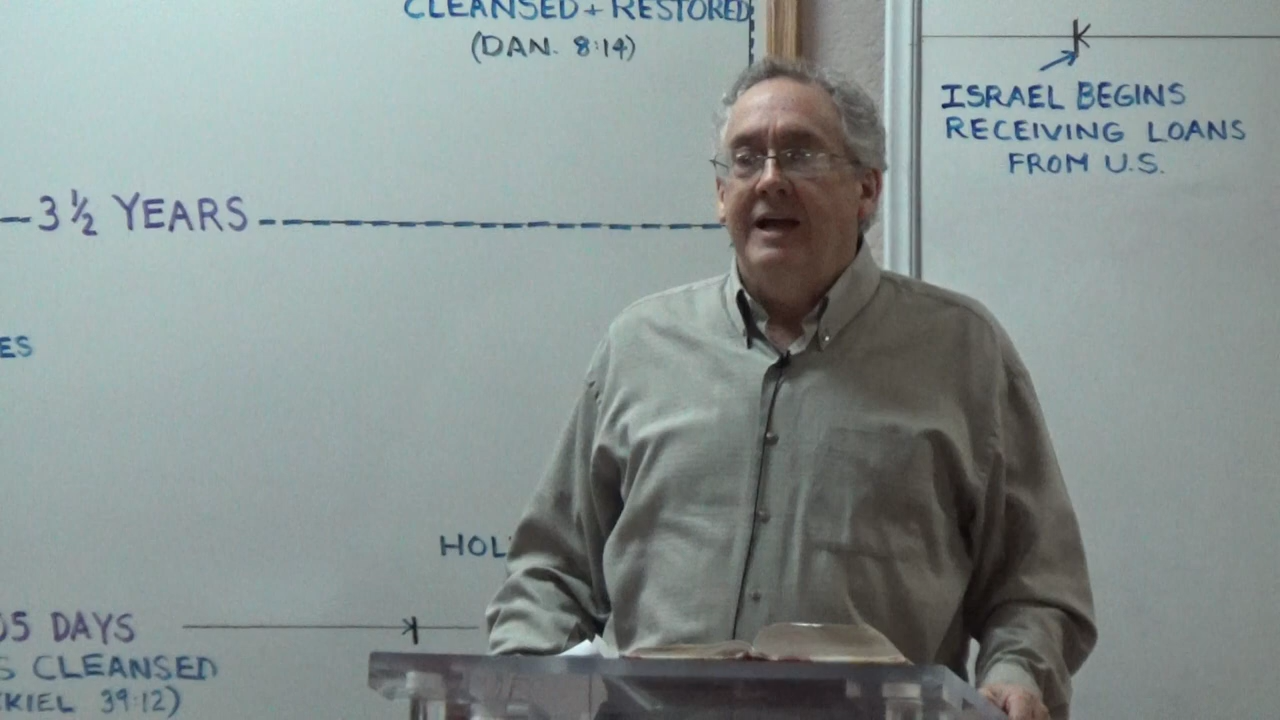 CLEANSED + RESTORED
(DAN. 8:14)
3 ½ YEARS
ES
HOL
05 DAYS
S CLEANSED
KIEL 39:12)
ISRAEL BEGINS
RECEIVING LOANS
FROM U.S.